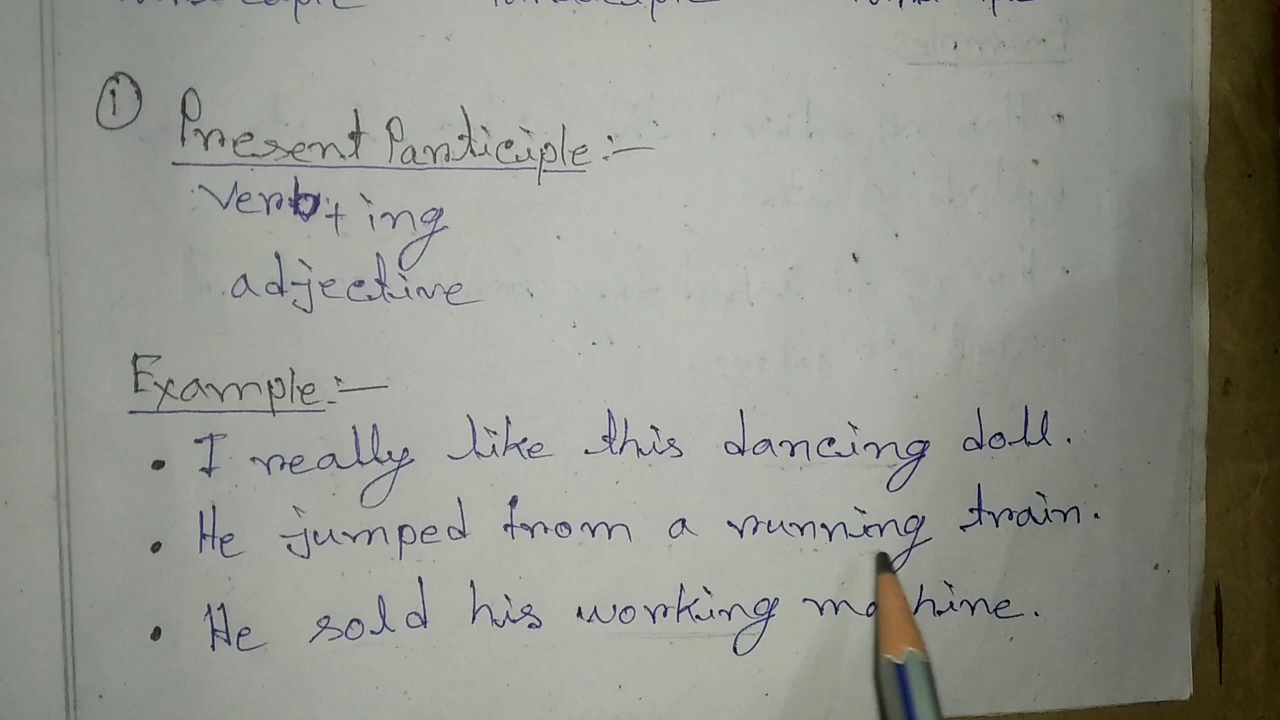 ① Present Participle:-
Verb + ing
adjective
Example:-
• I really like this dancing doll.
• He jumped from a running train.
• He sold his working machine.